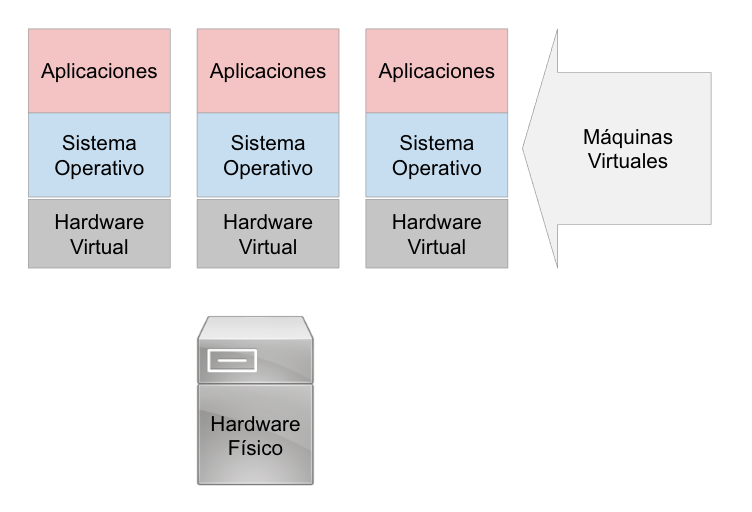 Aplicaciones
Aplicaciones
Aplicaciones
Sistema
Operativo
Sistema
Operativo
Sistema
Operativo
Máquinas
Virtuales
Hardware
Virtual
Hardware
Virtual
Hardware
Virtual
Hardware
Físico